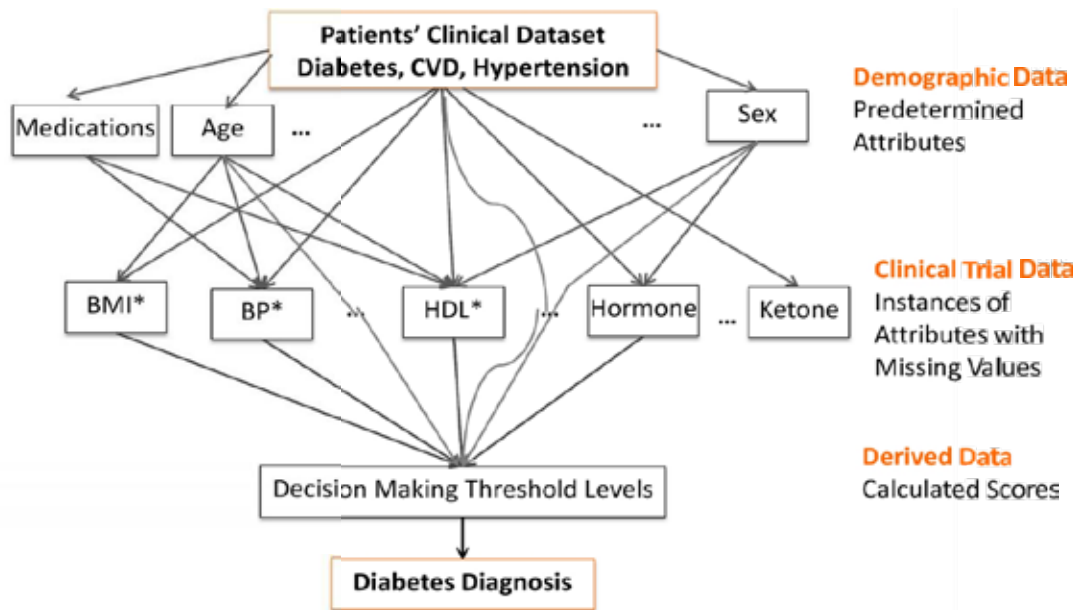 Patients' Clinical Dataset
Diabetes, CVD, Hypertension
Demographic Data
Predetermined
Attributes
Medications
Age
...
...
Sex
Clinical Trial Data
Instances of
Attributes with
Missing Values
BMI*
BP*
...
HDL*
...
Hormone
...
Ketone
Derived Data
Calculated Scores
Decision Making Threshold Levels
Diabetes Diagnosis